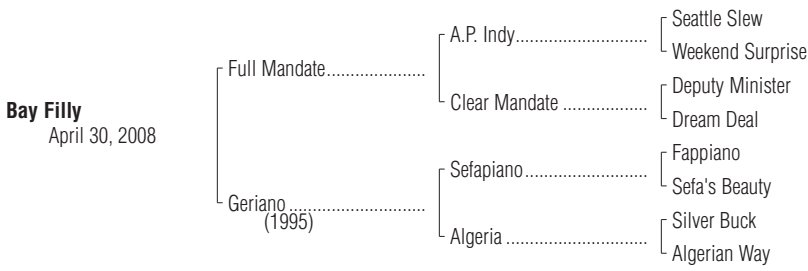 Seattle Slew
A.P. Indy
Weekend Surprise
Full Mandate
Deputy Minister
Clear Mandate
Dream Deal
Bay Filly
April 30, 2008
Fappiano
Sefapiano
Sefa's Beauty
Geriano
(1995)
Silver Buck
Algeria
Algerian Way